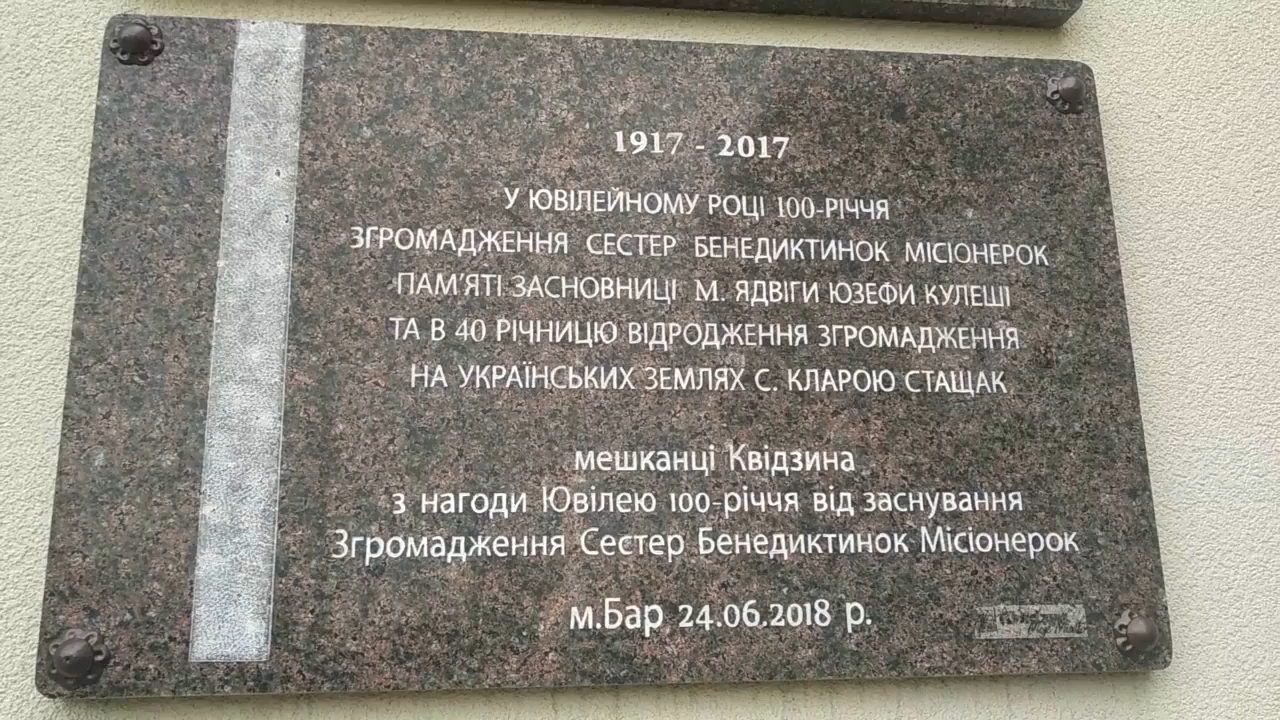 1917 - 2017
У ЮВІЛЕЙНОМУ РОЦІ 100-РІЧЧЯ
ЗГРОМАДЖЕННЯ СЕСТЕР БЕНЕДИКТИНОК МІСІОНЕРОК
ПАМ'ЯТІ ЗАСНОВНИЦІ М. ЯДВІГИ ЮЗЕФИ КУЛЕШІ
ТА В 40 РІЧНИЦЮ ВІДРОДЖЕННЯ ЗГРОМАДЖЕННЯ
НА УКРАЇНСЬКИХ ЗЕМЛЯХ С. КЛАРОЮ СТАЩАК
мешканці Квідзина
з нагоди Ювілею 100-річчя від заснування
Згромадження Сестер Бенедиктинок Місіонерок
м.Бар 24.06.2018 р.